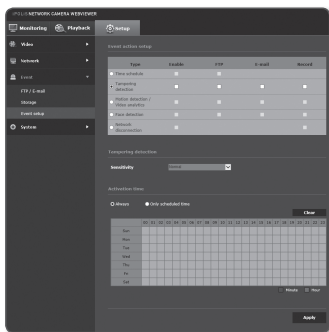 iPOLiS NETWORK CAMERA WEBVIEWER
Monitoring Playback Setup
Video
Network
Event
FTP / E-mail
Storage
Event setup
System
Event action setup
Type Enable FTP E-mail Record
Time schedule
Tampering detection
Motion detection / Video analytics
Face detection
Network disconnection
Tampering detection
Sensitivity
Activation time
Always Only scheduled time
Clear
00 01 02 03 04 05 06 07 08 09 10 11 12 13 14 15 16 17 18 19 20 21 22 23
Sun
Mon
Tue
Wed
Thu
Fri
Sat
Minute Hour
Apply